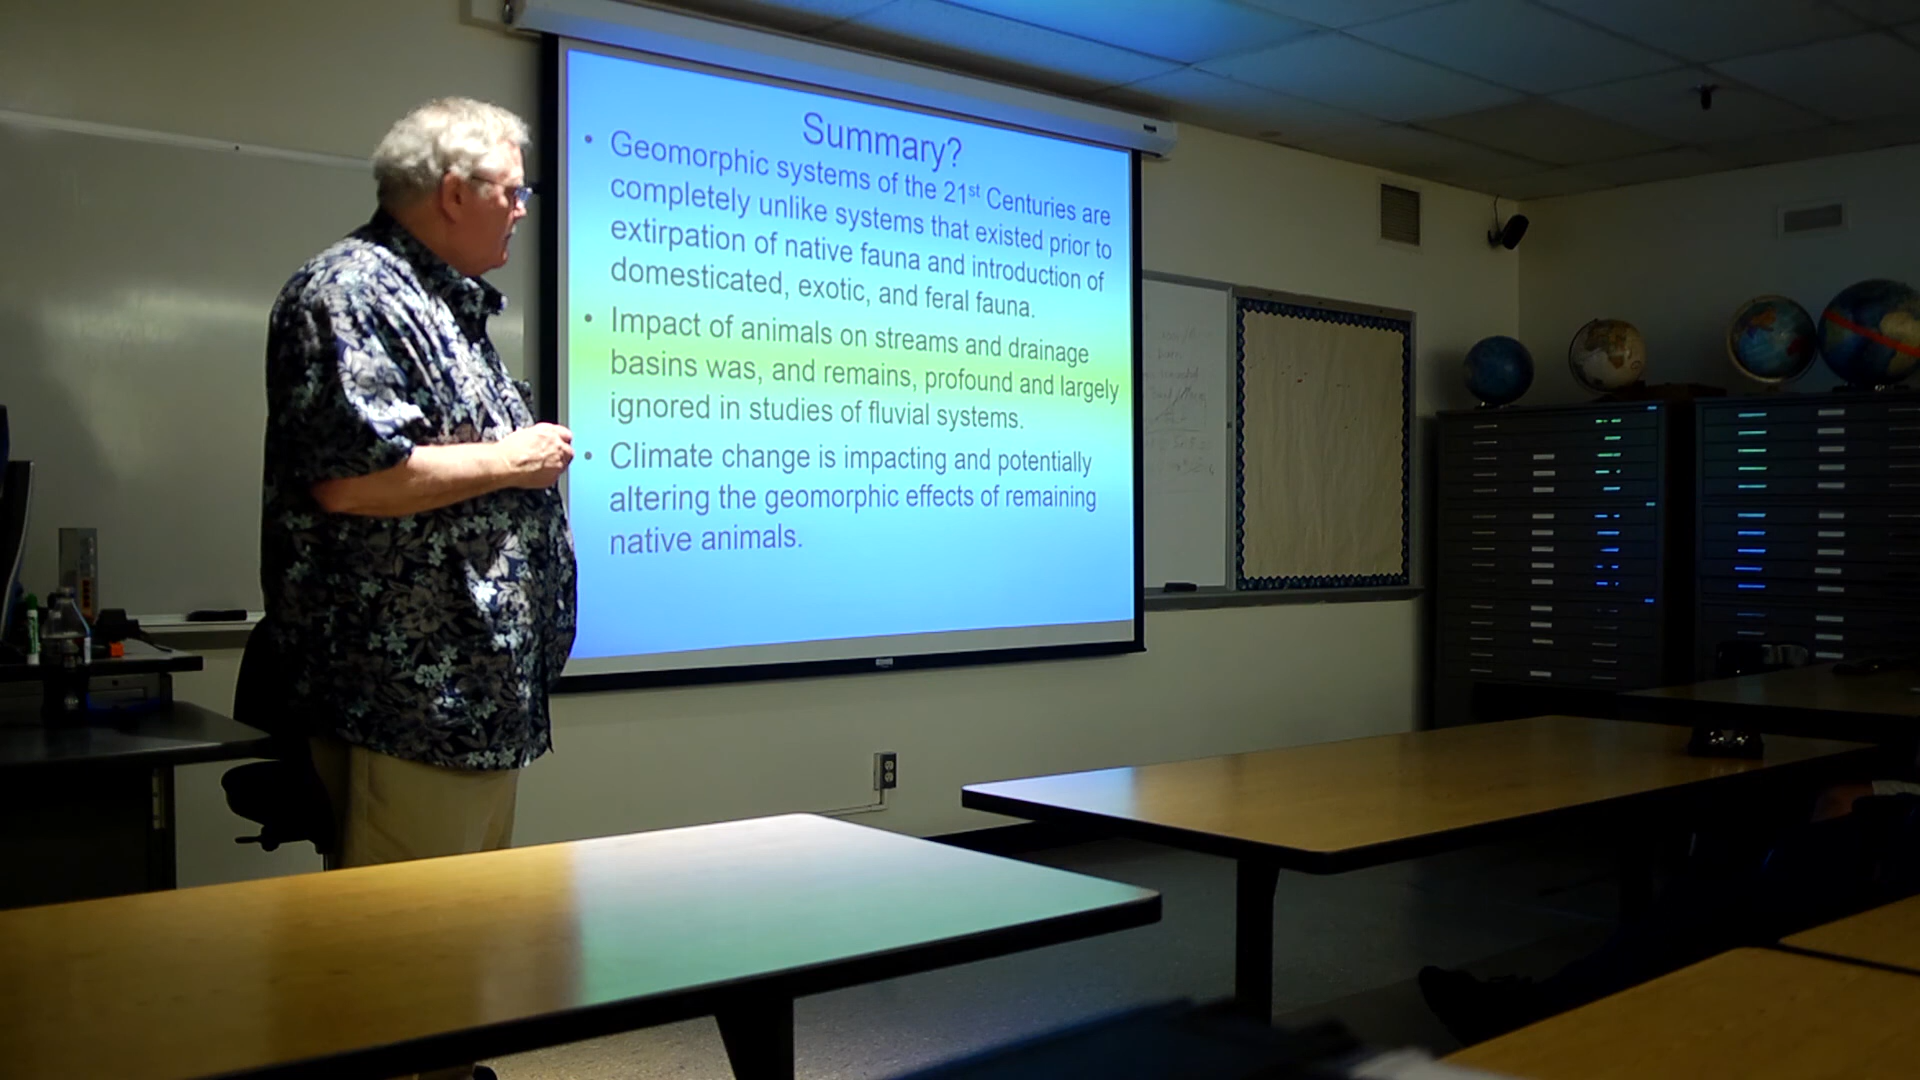 Summary?
• Geomorphic systems of the 21st Centuries are
completely unlike systems that existed prior to
extirpation of native fauna and introduction of
domesticated, exotic, and feral fauna.
• Impact of animals on streams and drainage
basins was, and remains, profound and largely
ignored in studies of fluvial systems.
• Climate change is impacting and potentially
altering the geomorphic effects of remaining
native animals.